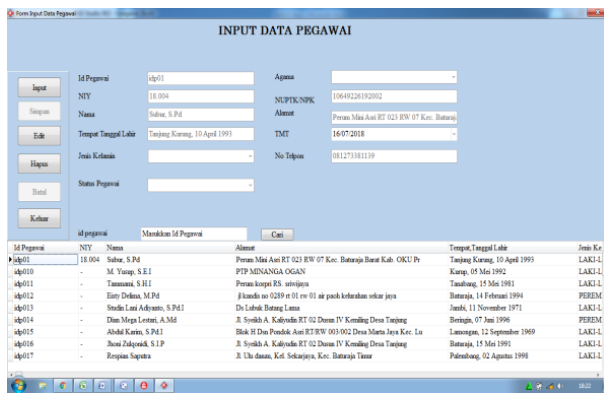 Form Input Data Pegawai
INPUT DATA PEGAWAI
Input
Simpan
Edit
Hapus
Batal
Keluar
Id Pegawai idp01
NIY 18.004
Nama Subur, S.Pd
Tempat Tanggal Lahir Tanjung Kurung, 10 April 1993
Jenis Kelamin
Status Pegawai
Agama
NUPTK/NPK 10649226192002
Alamat Perum Mini Asri RT 023 RW 07 Kec. Baturaja
TMT 16/07/2018
No Telpon 081273381139
id pegawai Masukkan Id Pegawai Cari
Id Pegawai NIY Nama Alamat Tempat,Tanggal Lahir Jenis Ke
idp01 18.004 Subur, S.Pd Perum Mini Asri RT 023 RW 07 Kec. Baturaja Barat Kab. OKU Pr Tanjung Kurung, 10 April 1993 LAKI-L
idp010 - M. Yusup, S.E.I PTP MINANGA OGAN Kurup, 05 Mei 1992 LAKI-L
idp011 - Tammami, S.H.I Perum korpri RS. sriwijaya Tanabang, 15 Mei 1981 LAKI-L
idp012 - Eisty Delima, M.Pd jl kandis no 0289 rt 01 rw 01 air paoh kelurahan sekar jaya Baturaja, 14 Februari 1994 PEREM
idp013 - Studin Lani Adiyanto, S.Pd.I Ds Lubuk Batang Lama Jambi, 11 November 1971 LAKI-L
idp014 - Dian Mega Lestari, A.Md Jl. Syeikh A. Kaliyudin RT 02 Dusun IV Kemiling Desa Tanjung Beringin, 07 Juni 1996 PEREM
idp015 - Abdul Karim, S.Pd.I Blok H Dus Pondok Asri RT/RW 003/002 Desa Marta Jaya Kec. Lu Lamongan, 12 September 1969 LAKI-L
idp016 - Jhoni Zulqonidi, S.I.P Jl. Syeikh A. Kaliyudin RT 02 Dusun IV Kemiling Desa Tanjung Baturaja, 15 Mei 1991 LAKI-L
idp017 - Respian Saputra Jl. Ulu danau, Kel. Sekarjaya, Kec. Baturaja Timur Palembang, 02 Agustus 1998 LAKI-L
18:22